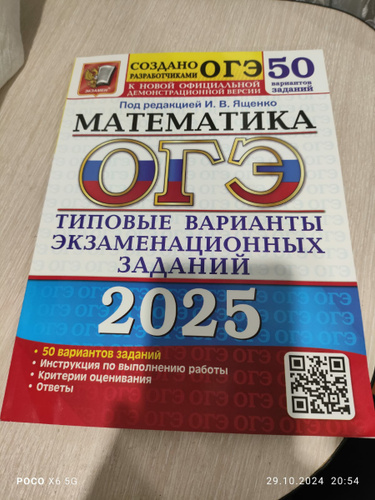 ЭКЗАМЕН
СОЗДАНО
РАЗРАБОТЧИКАМИ
ОГЭ
50
вариантов
заданий
К НОВОЙ ОФИЦИАЛЬНОЙ
ДЕМОНСТРАЦИОННОЙ ВЕРСИИ
Под редакцией И. В. Ященко
МАТЕМАТИКА
ОГЭ
ТИПОВЫЕ ВАРИАНТЫ
ЭКЗАМЕНАЦИОННЫХ
ЗАДАНИЙ
2025
• 50 вариантов заданий
• Инструкция по выполнению работы
• Критерии оценивания
• Ответы
POCO X6 5G
29.10.2024 20:54